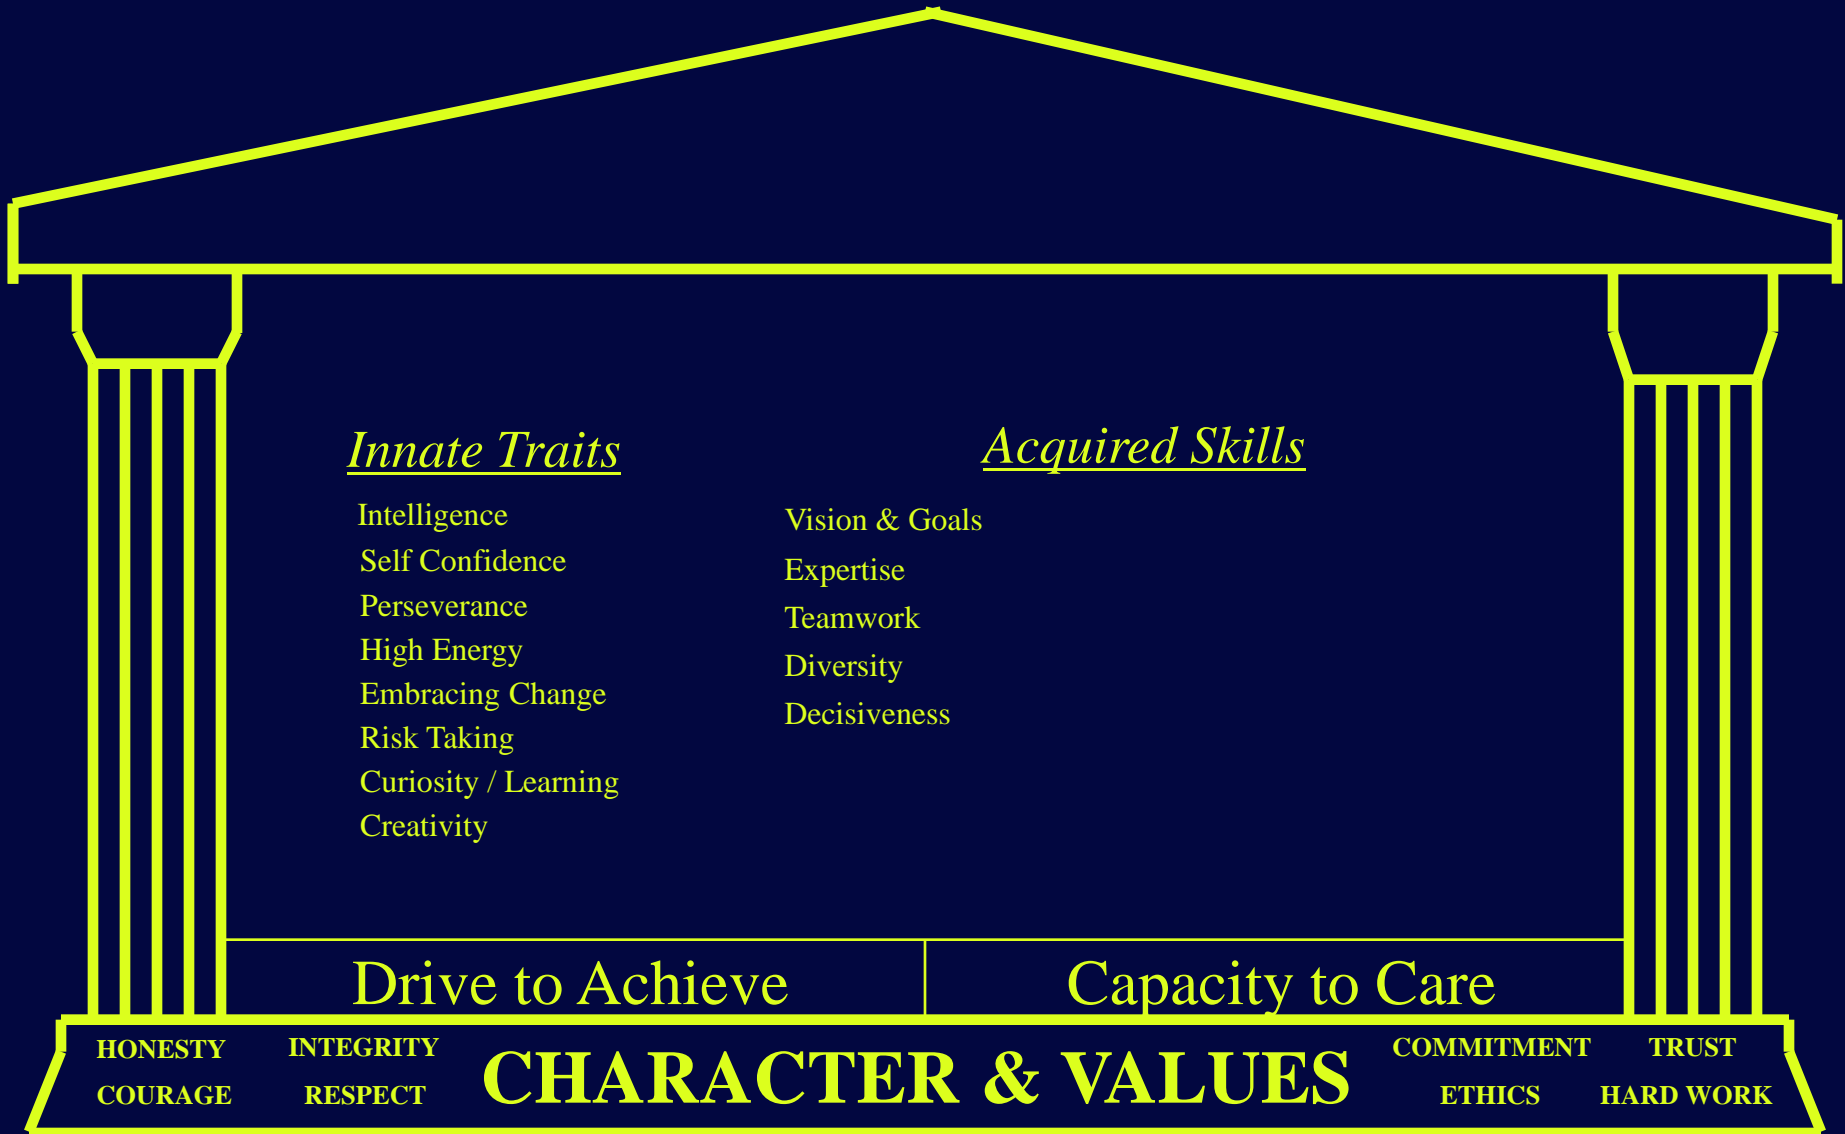 Innate Traits
Intelligence
Self Confidence
Perseverance
High Energy
Embracing Change
Risk Taking
Curiosity / Learning
Creativity
Acquired Skills
Vision & Goals
Expertise
Teamwork
Diversity
Decisiveness
Drive to Achieve
Capacity to Care
HONESTY
INTEGRITY
COURAGE
RESPECT
CHARACTER & VALUES
COMMITMENT
TRUST
ETHICS
HARD WORK